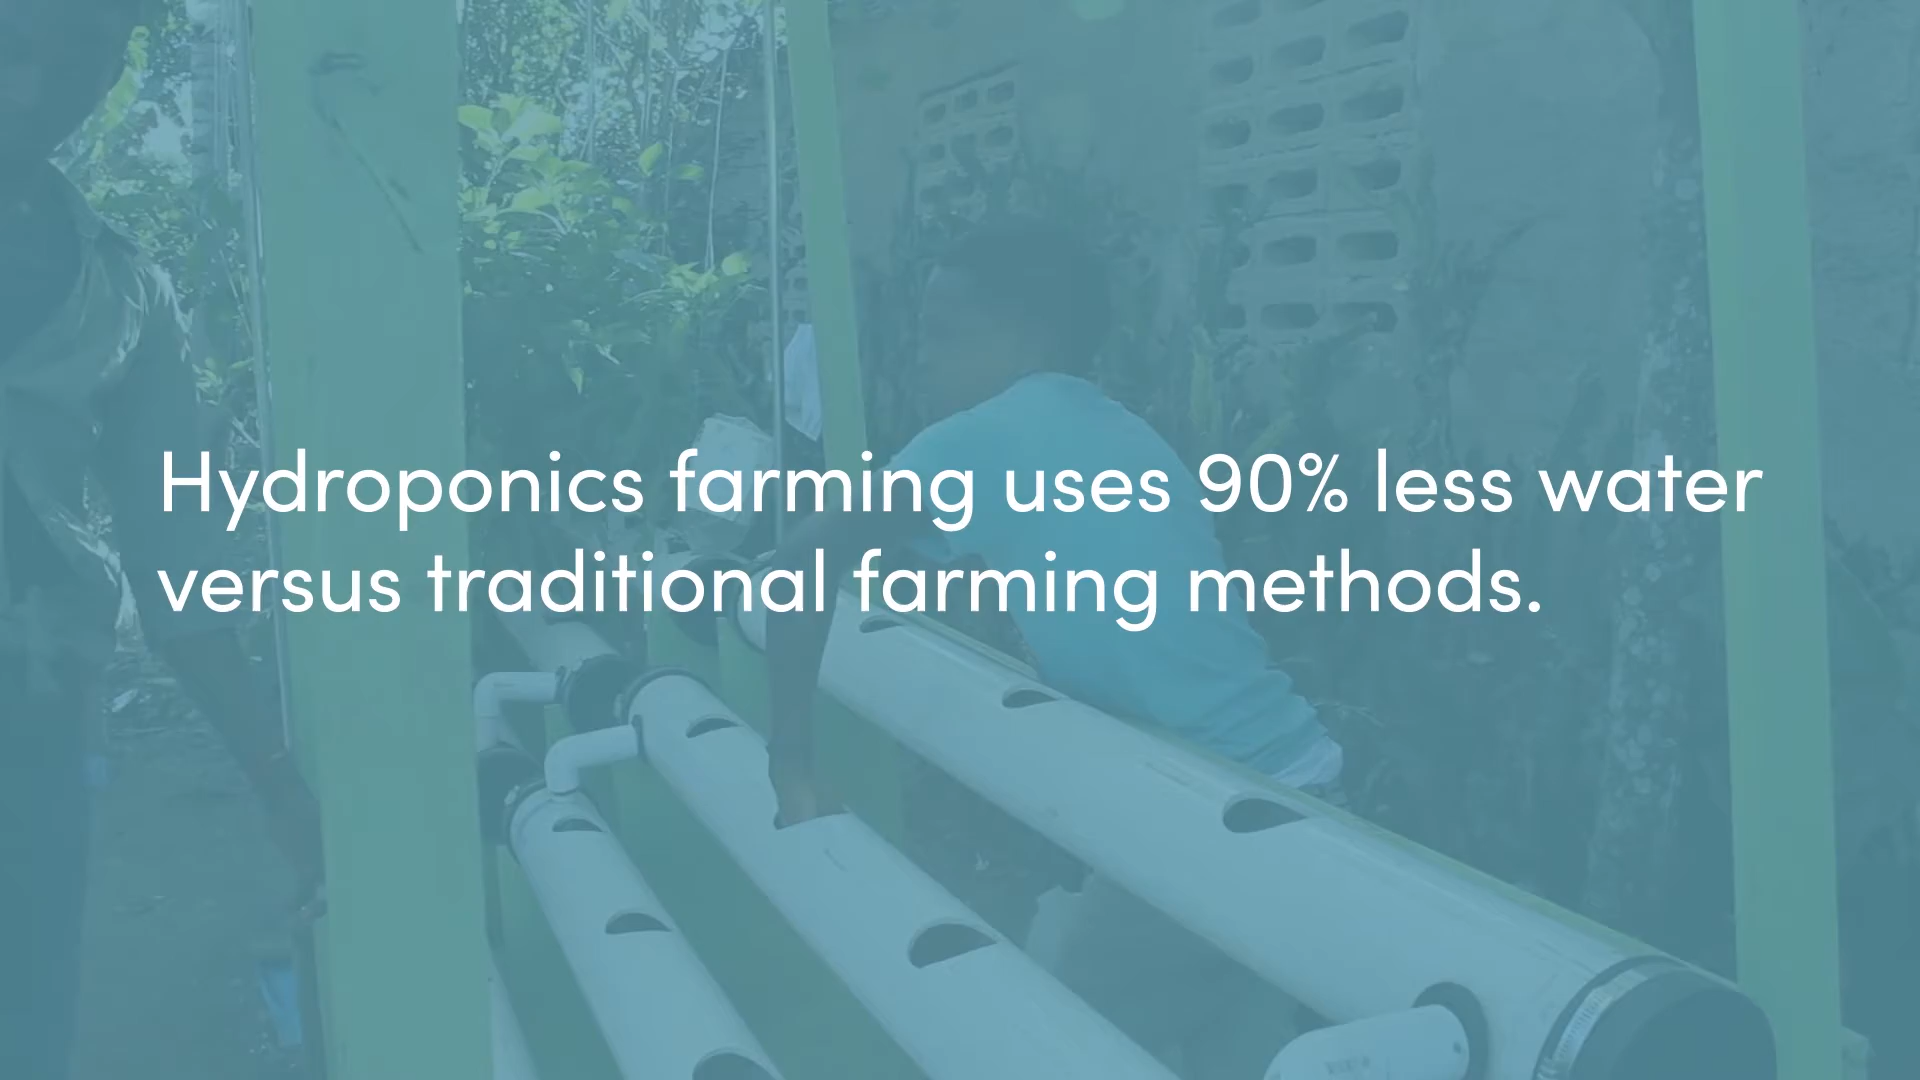 Hydroponics farming uses 90% less water
versus traditional farming methods.